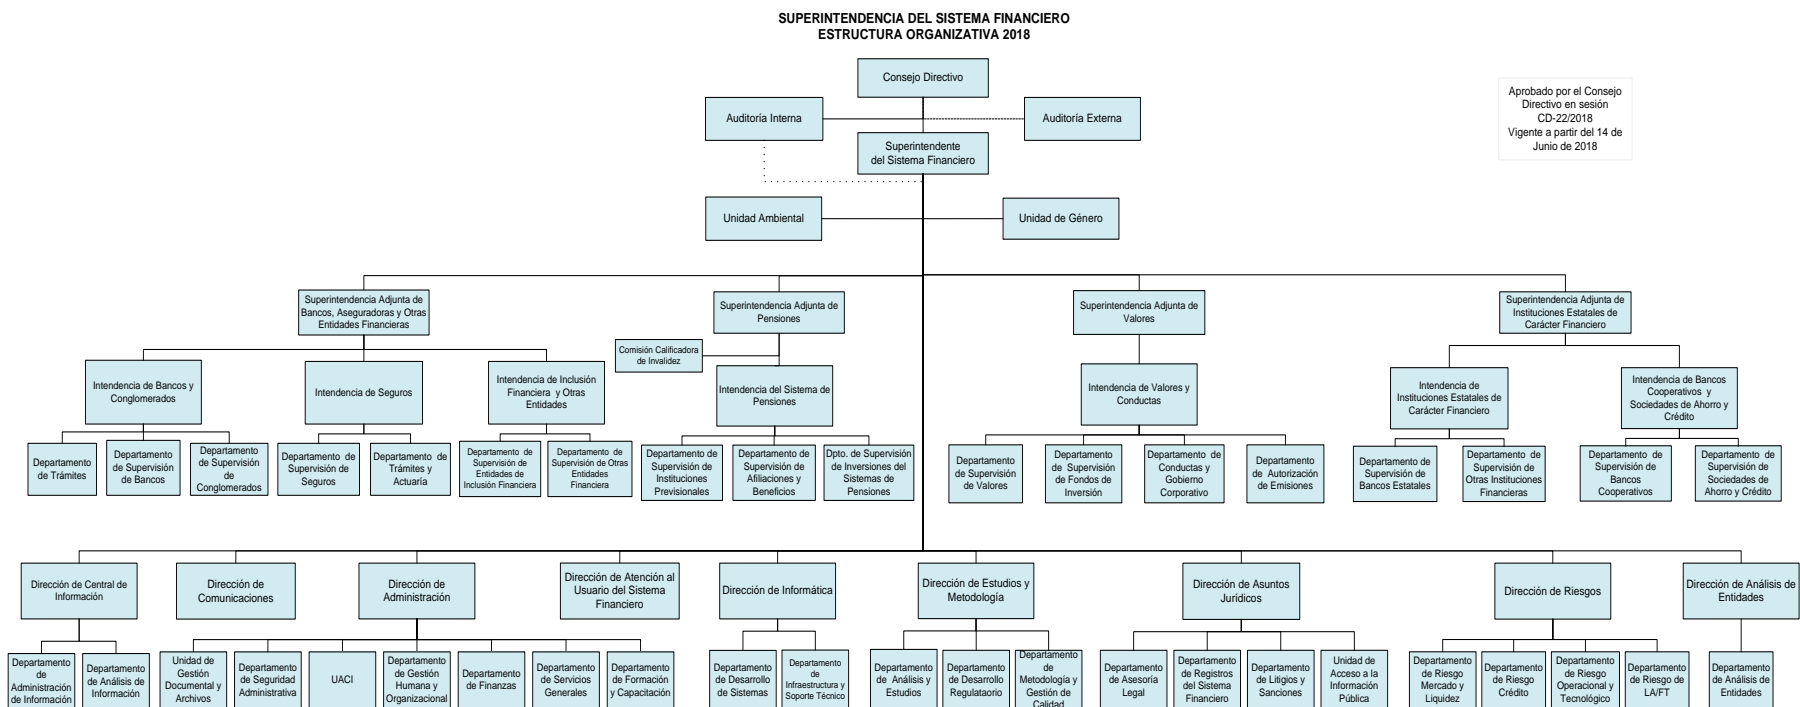 SUPERINTENDENCIA DEL SISTEMA FINANCIERO
ESTRUCTURA ORGANIZATIVA 2018
Consejo Directivo
Aprobado por el Consejo
Directivo en sesión
CD-22/2018
Vigente a partir del 14 de
Junio de 2018
Auditoría Interna
Auditoría Externa
Superintendente
del Sistema Financiero
Unidad Ambiental
Unidad de Género
Superintendencia Adjunta de
Bancos, Aseguradoras y Otras
Entidades Financieras
Superintendencia Adjunta de
Pensiones
Superintendencia Adjunta de
Valores
Superintendencia Adjunta de
Instituciones Estatales de
Carácter Financiero
Comisión Calificadora
de Invalidez
Intendencia de Bancos y
Conglomerados
Intendencia de Seguros
Intendencia de Inclusión
Financiera y Otras
Entidades
Intendencia del Sistema de
Pensiones
Intendencia de Valores y
Conductas
Intendencia de
Instituciones Estatales de
Carácter Financiero
Intendencia de Bancos
Cooperativos y
Sociedades de Ahorro y
Crédito
Departamento
de Trámites
Departamento
de Supervisión
de Bancos
Departamento
de Supervisión
de
Conglomerados
Departamento de
Supervisión de
Seguros
Departamento de
Trámites y
Actuaría
Departamento de
Supervisión de
Entidades de
Inclusión Financiera
Departamento de
Supervisión de Otras
Entidades
Financiera
Departamento de
Supervisión de
Instituciones
Previsionales
Departamento de
Supervisión de
Afiliaciones y
Beneficios
Dpto. de Supervisión
de Inversiones del
Sistemas de
Pensiones
Departamento
de Supervisión
de Valores
Departamento
de Supervisión
de Fondos de
Inversión
Departamento de
Conductas y
Gobierno
Corporativo
Departamento
de Autorización
de Emisiones
Departamento de
Supervisión de
Bancos Estatales
Departamento de
Supervisión de
Otras Instituciones
Financieras
Departamento de
Supervisión de
Bancos
Cooperativos
Departamento de
Supervisión de
Sociedades de
Ahorro y Crédito
Dirección de Central de
Información
Dirección de
Comunicaciones
Dirección de
Administración
Dirección de Atención al
Usuario del Sistema
Financiero
Dirección de Informática
Dirección de Estudios y
Metodología
Dirección de Asuntos
Jurídicos
Dirección de Riesgos
Dirección de Análisis de
Entidades
Departamento
de
Administración
de Información
Departamento
de Análisis de
Información
Unidad de
Gestión
Documental y
Archivos
Departamento
de Seguridad
Administrativa
UACI
Departamento
de Gestión
Humana y
Organizacional
Departamento
de Finanzas
Departamento
de Servicios
Generales
Departamento
de Formación
y Capacitación
Departamento
de Desarrollo
de Sistemas
Departamento
de
Infraestructura y
Soporte Técnico
Departamento
de Análisis y
Estudios
Departamento
de Desarrollo
Regulataorio
Departamento
de
Metodología y
Gestión de
Calidad
Departamento
de Asesoría
Legal
Departamento
de Registros
del Sistema
Financiero
Departamento
de Litigios y
Sanciones
Unidad de
Acceso a la
Información
Pública
Departamento
de Riesgo
Mercado y
Liquidez
Departamento
de Riesgo
Crédito
Departamento
de Riesgo
Operacional y
Tecnológico
Departamento
de Riesgo de
LA/FT
Departamento
de Análisis de
Entidades